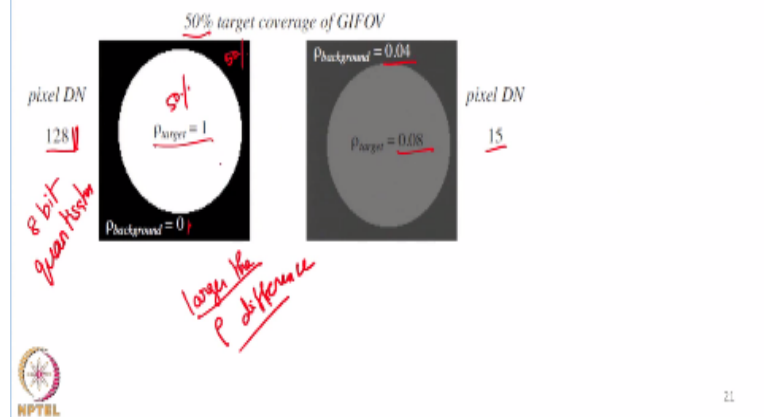 50% target coverage of GIFOV
50%
ρbackground = 0.04
pixel DN
50%
pixel DN
128
ρtarget = 1
ρtarget = 0.08
15
8 bit
ρbackground = 0
larger the
ρ difference
NPTEL
21